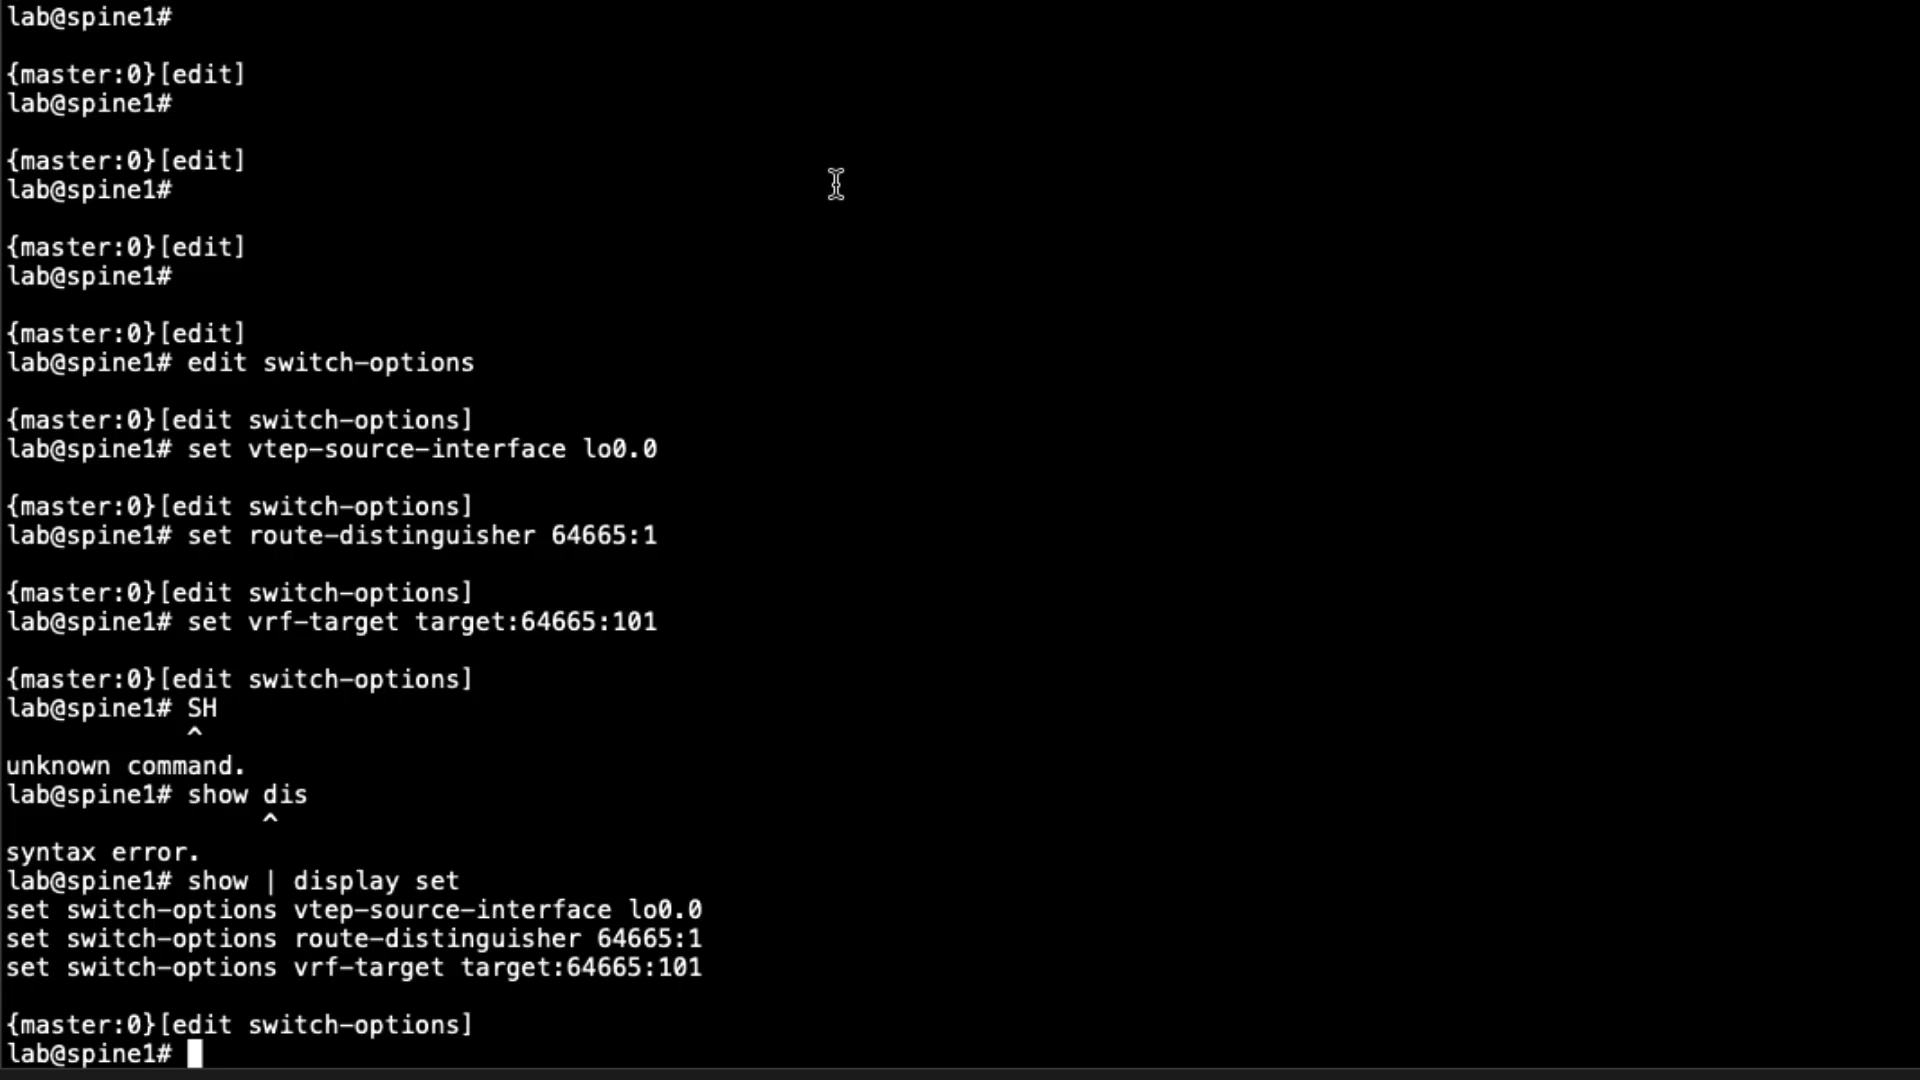 lab@spine1#
{master:0}[edit]
lab@spine1#
{master:0}[edit]
lab@spine1#
{master:0}[edit]
lab@spine1#
{master:0}[edit]
lab@spine1# edit switch-options
{master:0}[edit switch-options]
lab@spine1# set vtep-source-interface lo0.0
{master:0}[edit switch-options]
lab@spine1# set route-distinguisher 64665:1
{master:0}[edit switch-options]
lab@spine1# set vrf-target target:64665:101
{master:0}[edit switch-options]
lab@spine1# SH
^
unknown command.
lab@spine1# show dis
^
syntax error.
lab@spine1# show | display set
set switch-options vtep-source-interface lo0.0
set switch-options route-distinguisher 64665:1
set switch-options vrf-target target:64665:101
{master:0}[edit switch-options]
lab@spine1#